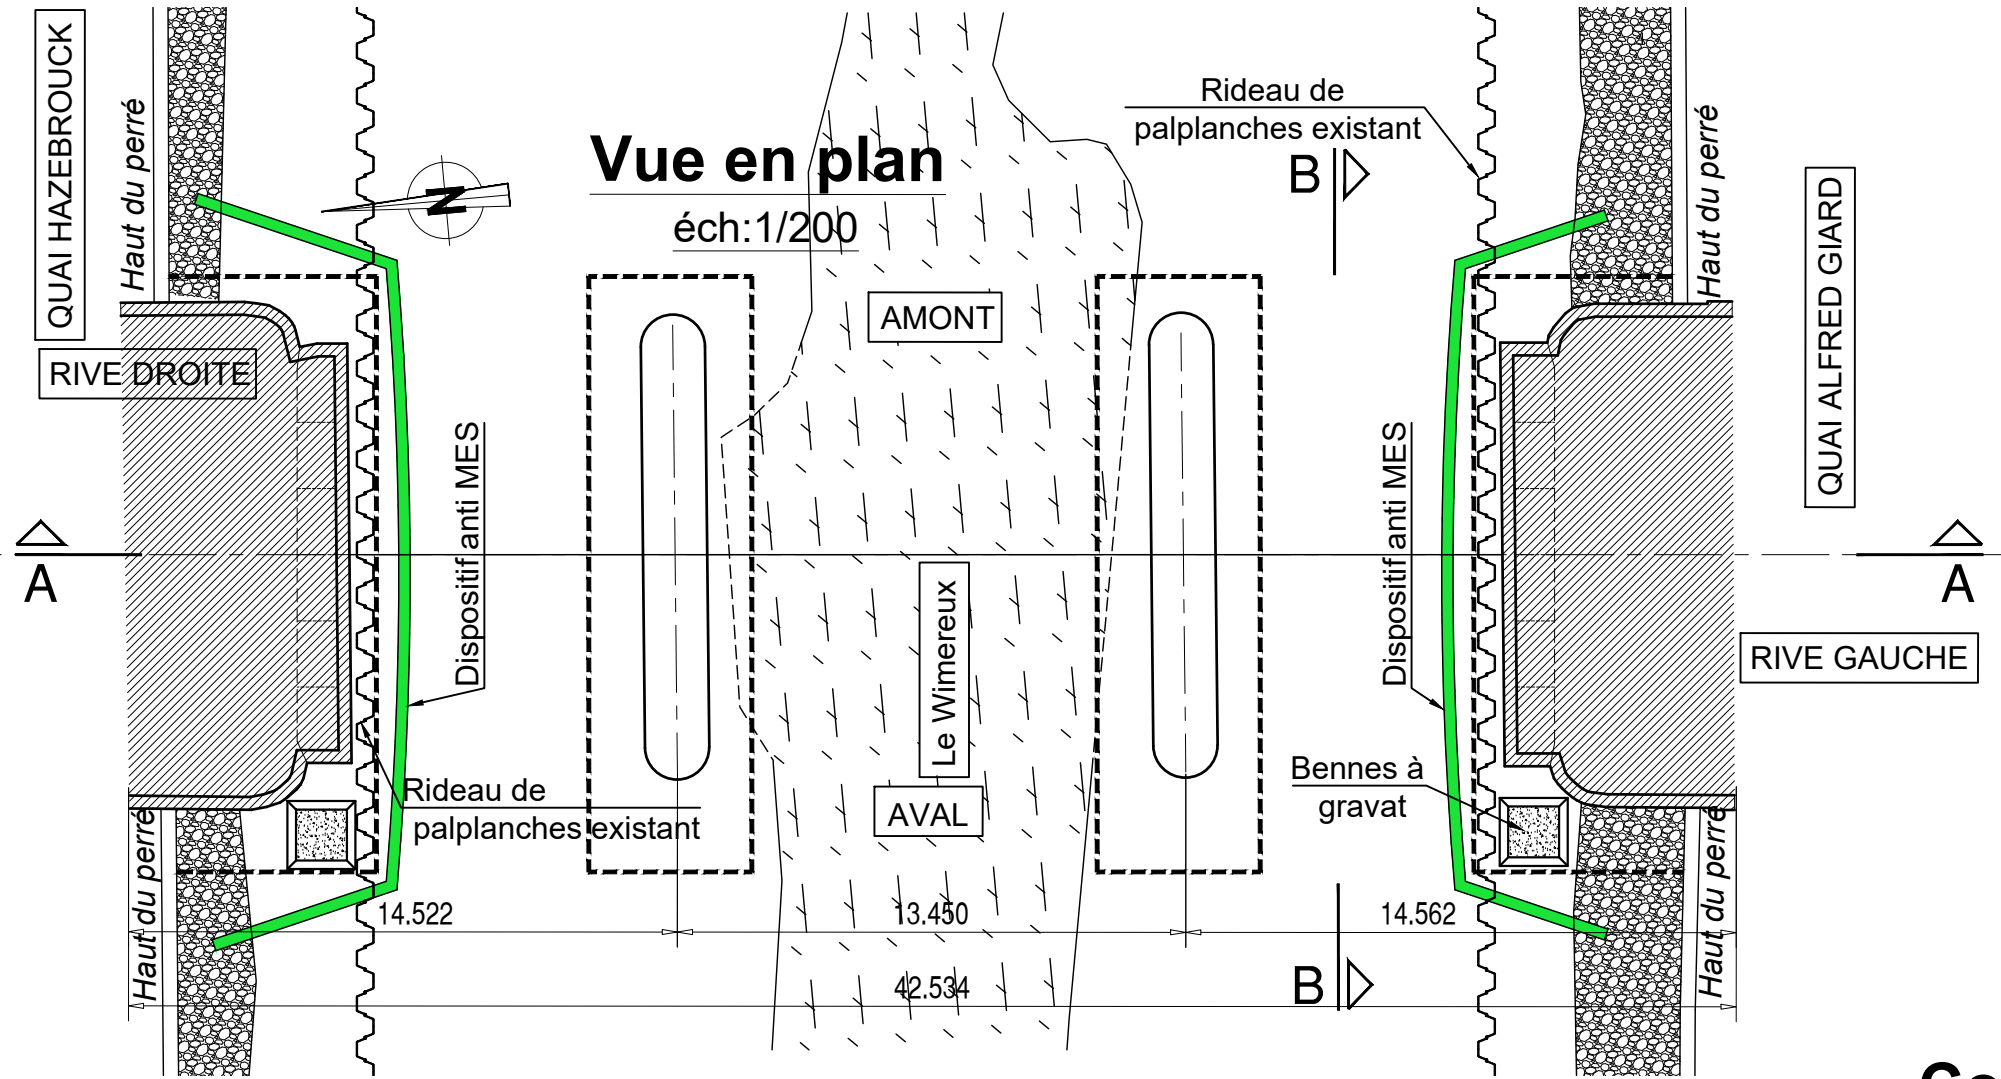 QUAI HAZEBROUCK
Haut du perré
RIVE DROITE
N
Vue en plan
éch:1/200
Rideau de
palplanches existant
B
Haut du perré
QUAI ALFRED GIARD
AMONT
Dispositif anti MES
Dispositif anti MES
A
A
Le Wimereux
RIVE GAUCHE
Rideau de
palplanches existant
AVAL
Bennes à
gravat
Haut du perré
Haut du perré
14.522
13.450
14.562
42.534
B